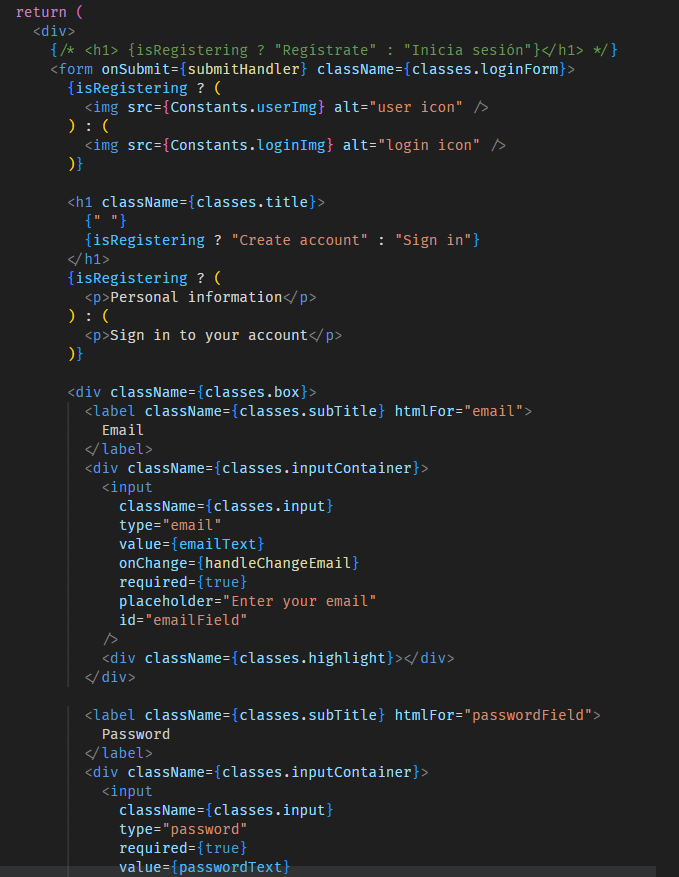 return (
<div>
{/* <h1> {isRegistering ? "Regístrate" : "Inicia sesión"}</h1> */}
<form onSubmit={submitHandler} className={classes.loginForm}>
{isRegistering ? (
<img src={Constants.userImg} alt="user icon" />
) : (
<img src={Constants.loginImg} alt="login icon" />
)}
<h1 className={classes.title}>
{" "}
{isRegistering ? "Create account" : "Sign in"}
</h1>
{isRegistering ? (
<p>Personal information</p>
) : (
<p>Sign in to your account</p>
)}
<div className={classes.box}>
<label className={classes.subTitle} htmlFor="email">
Email
</label>
<div className={classes.inputContainer}>
<input
className={classes.input}
type="email"
value={emailText}
onChange={handleChangeEmail}
required={true}
placeholder="Enter your email"
id="emailField"
/>
<div className={classes.highlight}></div>
</div>
<label className={classes.subTitle} htmlFor="passwordField">
Password
</label>
<div className={classes.inputContainer}>
<input
className={classes.input}
type="password"
required={true}
value={passwordText}